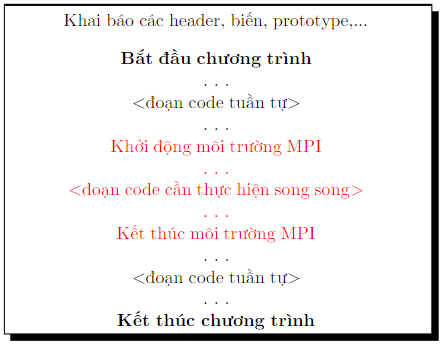 Khai báo các header, biến, prototype,...
Bắt đầu chương trình
. . .
<đoạn code tuần tự>
. . .
Khởi động môi trường MPI
. . .
<đoạn code cần thực hiện song song>
. . .
Kết thúc môi trường MPI
. . .
<đoạn code tuần tự>
. . .
Kết thúc chương trình